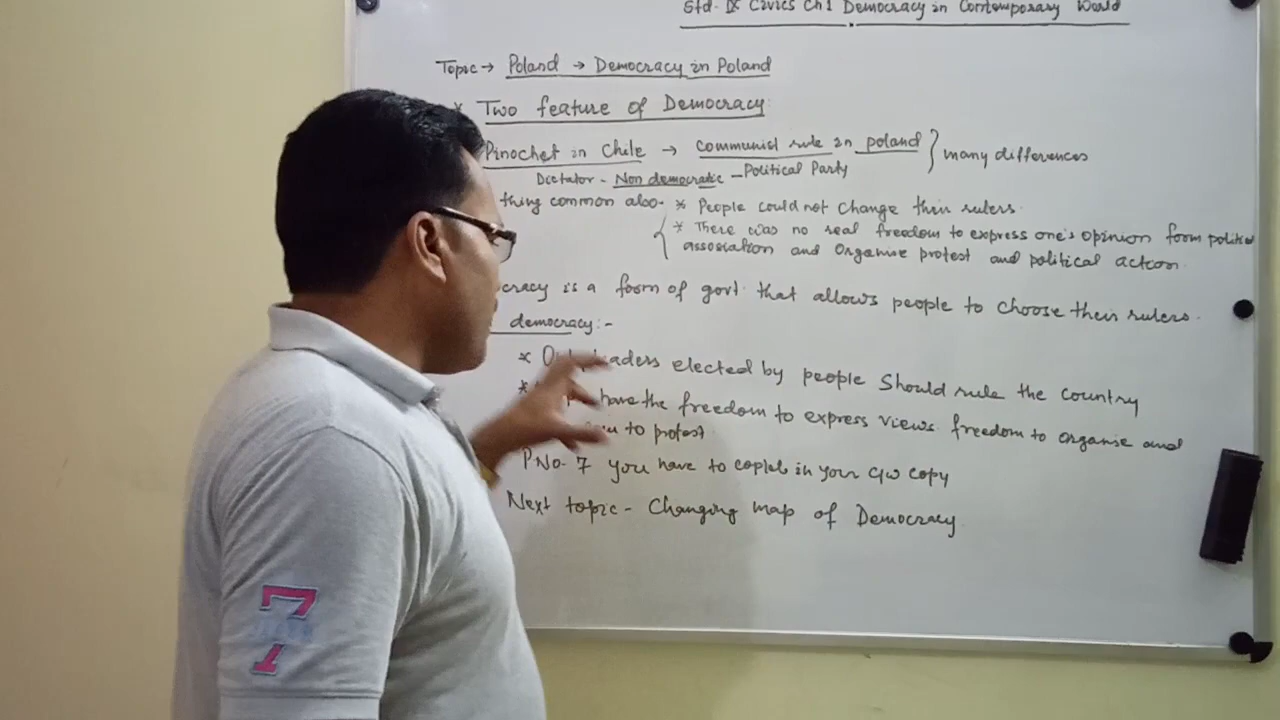 Std. IX Civics Ch 1 Democracy in Contemporary World
Topic → Poland → Democracy in Poland
* Two feature of Democracy:
Pinochet in Chile → Communist rule in poland } many differences
Dictator - Non democratic - Political Party
thing common also - * People could not change their rulers.
* There was no real freedom to express one's opinion form political
association and Organise protest and political action.
cracy is a form of govt. that allows people to choose their rulers.
democracy:-
* leaders elected by people Should rule the country
* have the freedom to express views. freedom to organise and
to protest.
PNo. 7 you have to in your C/W copy
Next topic - Changing map of Democracy.
7